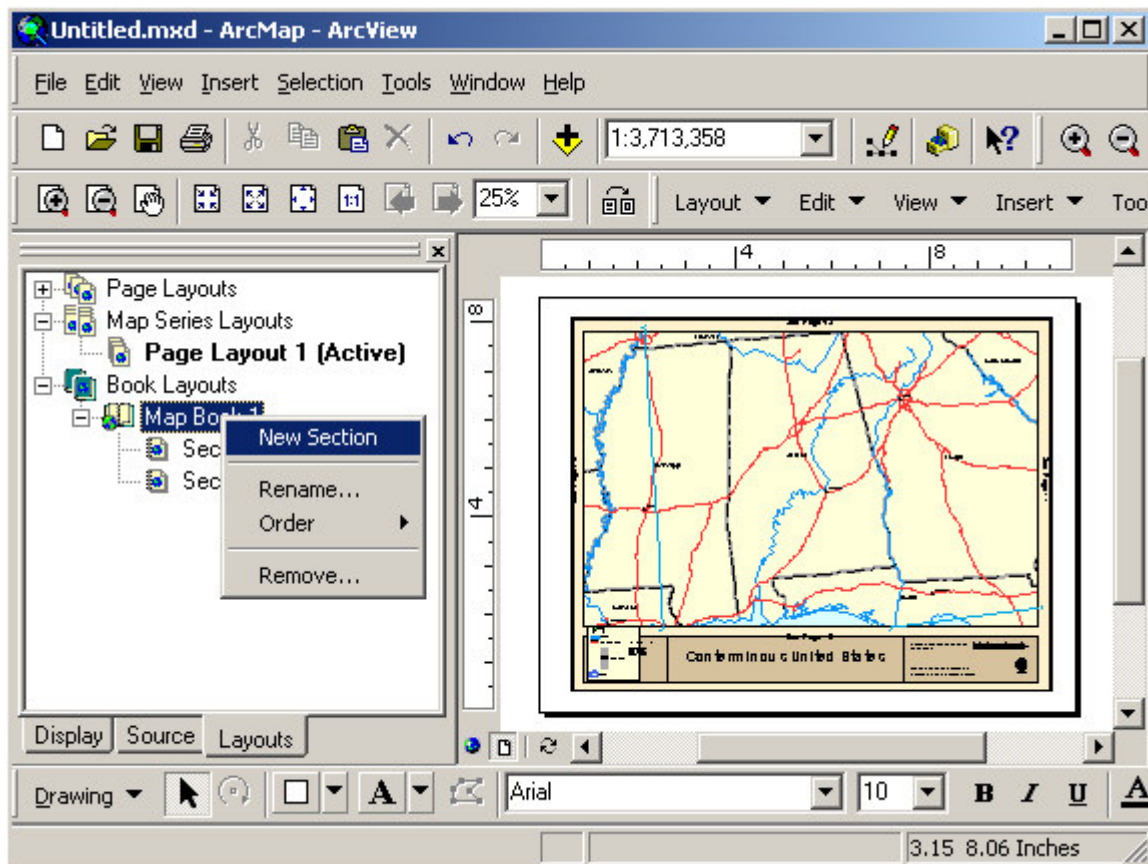 Untitled.mxd - ArcMap - ArcView
File Edit View Insert Selection Tools Window Help
1:3,713,358
1:1 25% Layout Edit View Insert Too
Page Layouts
Map Series Layouts
Page Layout 1 (Active)
Book Layouts
Map Book 1
New Section
Sec
Rename...
Sec
Order
Remove...
4 8
8
4
Conterminous United States
Display Source Layouts
Drawing A Arial 10 B I U A
3.15 8.06 Inches